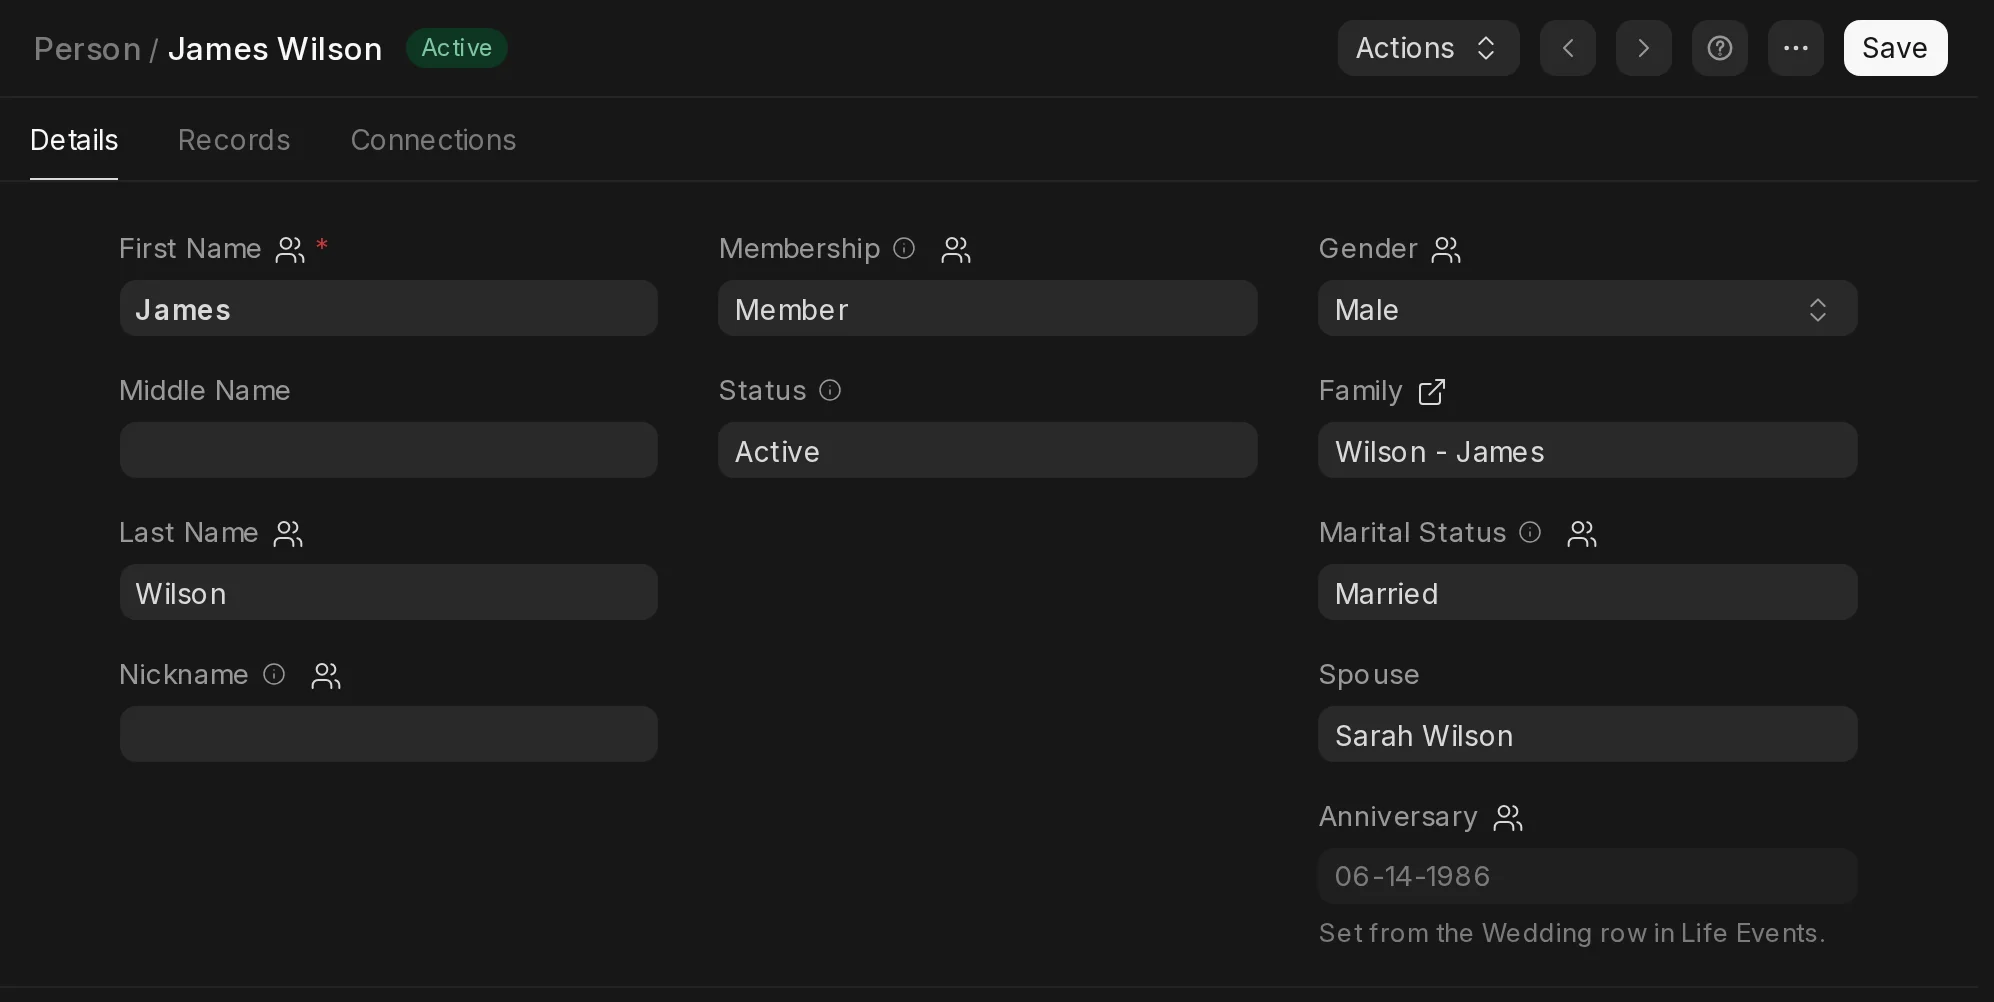 Person / James Wilson Active Actions Save
Details Records Connections
First Name * Membership Gender
James Member Male
Middle Name Status Family
Active Wilson - James
Last Name Marital Status
Wilson Married
Nickname Spouse
Sarah Wilson
Anniversary
06-14-1986
Set from the Wedding row in Life Events.